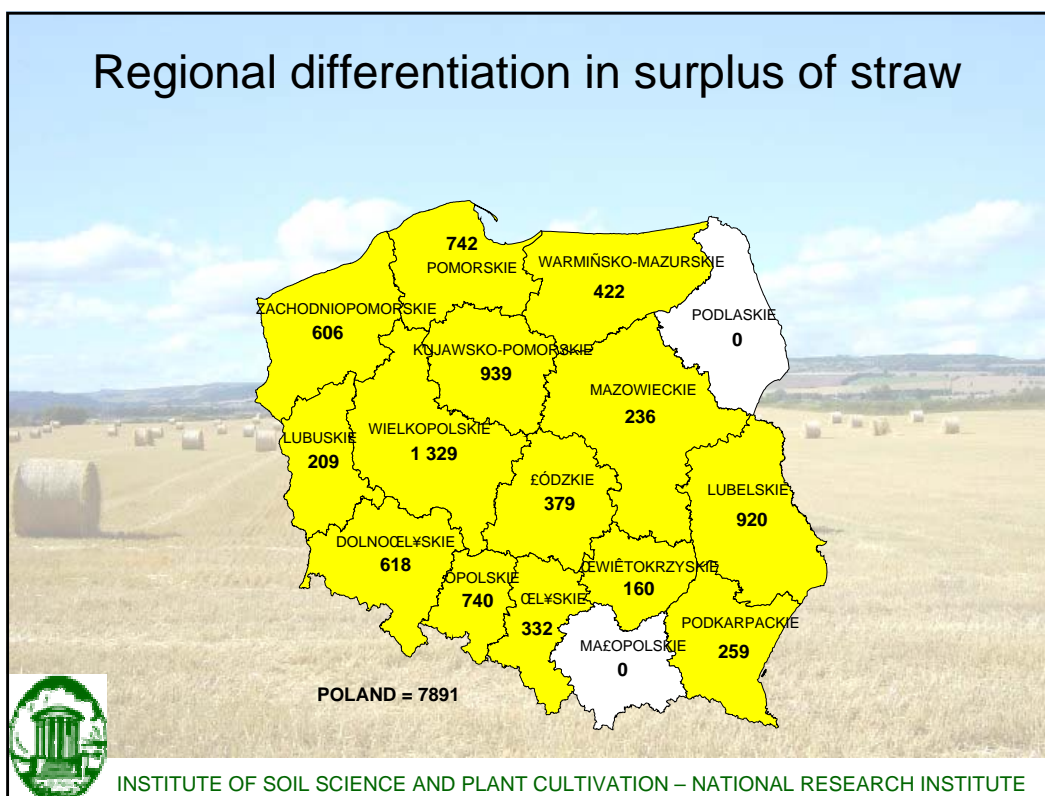 Regional differentiation in surplus of straw
742
POMORSKIE
WARMIÑSKO-MAZURSKIE
422
PODLASKIE
0
ZACHODNIOPOMORSKIE
606
KUJAWSKO-POMORSKIE
939
MAZOWIECKIE
236
LUBUSKIE
209
WIELKOPOLSKIE
1 329
£ÓDZKIE
379
LUBELSKIE
920
DOLNOŒL¥SKIE
618
OPOLSKIE
740
ŒL¥SKIE
332
ŒWIÊTOKRZYSKIE
160
MA£OPOLSKIE
0
PODKARPACKIE
259
POLAND = 7891
INSTITUTE OF SOIL SCIENCE AND PLANT CULTIVATION – NATIONAL RESEARCH INSTITUTE